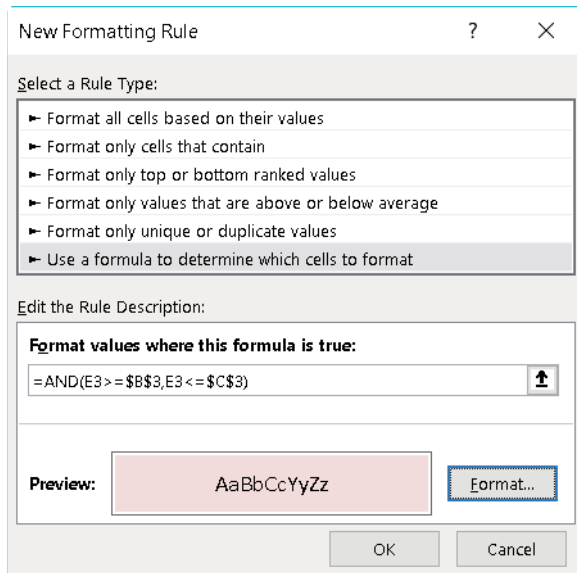 New Formatting Rule ? ×
Select a Rule Type:
► Format all cells based on their values
► Format only cells that contain
► Format only top or bottom ranked values
► Format only values that are above or below average
► Format only unique or duplicate values
► Use a formula to determine which cells to format
Edit the Rule Description:
Format values where this formula is true:
=AND(E3>=$B$3,E3<=$C$3)
Preview: AaBbCcYyZz Format...
OK Cancel